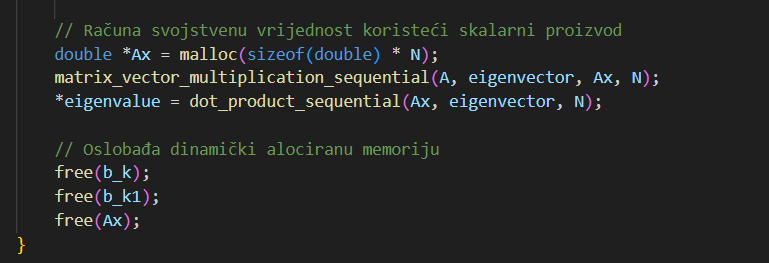 // Računa svojstvenu vrijednost koristeći skalarni proizvod
double *Ax = malloc(sizeof(double) * N);
matrix_vector_multiplication_sequential(A, eigenvector, Ax, N);
*eigenvalue = dot_product_sequential(Ax, eigenvector, N);
// Oslobađa dinamički alociranu memoriju
free(b_k);
free(b_k1);
free(Ax);
}